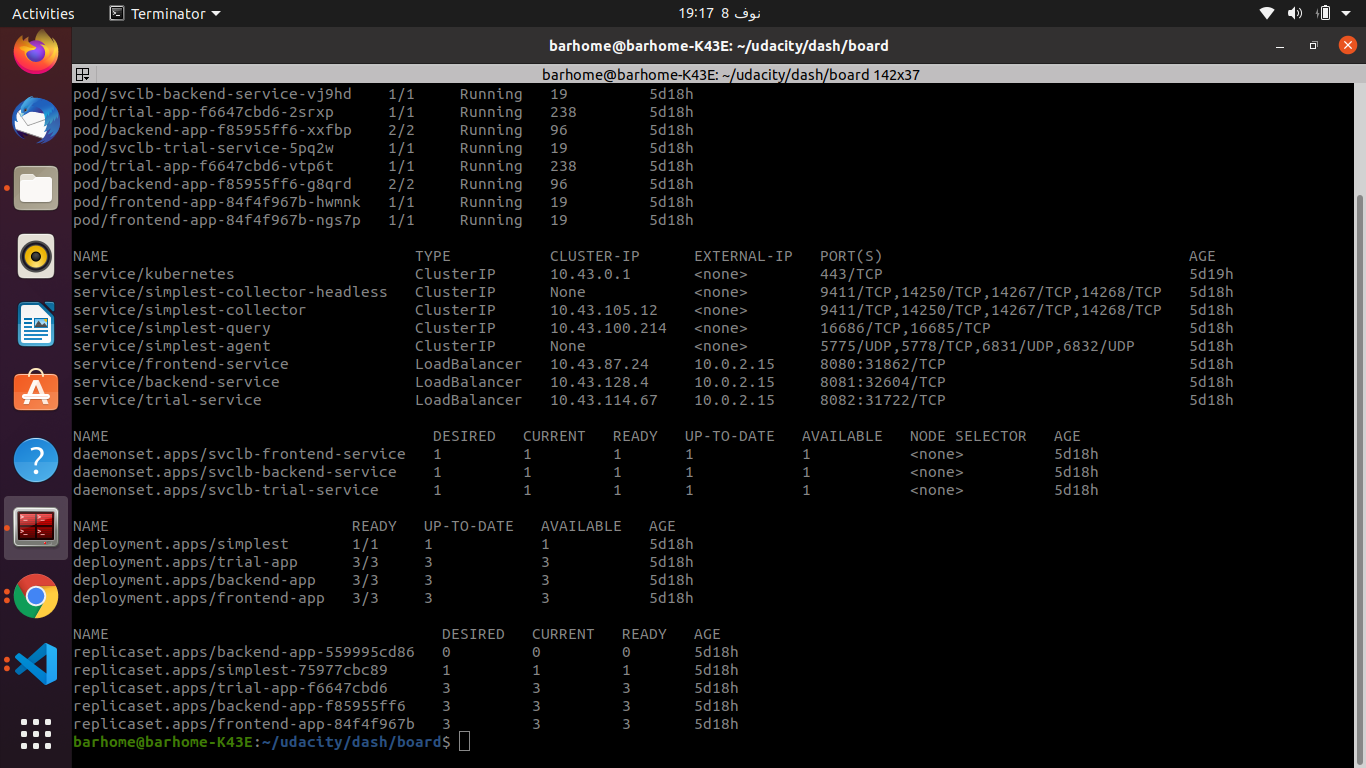 Activities Terminator 19:17 8 نوف
barhome@barhome-K43E: ~/udacity/dash/board
barhome@barhome-K43E: ~/udacity/dash/board 142x37
pod/svclb-backend-service-vj9hd 1/1 Running 19 5d18h
pod/trial-app-f6647cbd6-2srxp 1/1 Running 238 5d18h
pod/backend-app-f85955ff6-xxfbp 2/2 Running 96 5d18h
pod/svclb-trial-service-5pq2w 1/1 Running 19 5d18h
pod/trial-app-f6647cbd6-vtp6t 1/1 Running 238 5d18h
pod/backend-app-f85955ff6-g8qrd 2/2 Running 96 5d18h
pod/frontend-app-84f4f967b-hwmnk 1/1 Running 19 5d18h
pod/frontend-app-84f4f967b-ngs7p 1/1 Running 19 5d18h
NAME TYPE CLUSTER-IP EXTERNAL-IP PORT(S) AGE
service/kubernetes ClusterIP 10.43.0.1 <none> 443/TCP 5d19h
service/simplest-collector-headless ClusterIP None <none> 9411/TCP,14250/TCP,14267/TCP,14268/TCP 5d18h
service/simplest-collector ClusterIP 10.43.105.12 <none> 9411/TCP,14250/TCP,14267/TCP,14268/TCP 5d18h
service/simplest-query ClusterIP 10.43.100.214 <none> 16686/TCP,16685/TCP 5d18h
service/simplest-agent ClusterIP None <none> 5775/UDP,5778/TCP,6831/UDP,6832/UDP 5d18h
service/frontend-service LoadBalancer 10.43.87.24 10.0.2.15 8080:31862/TCP 5d18h
service/backend-service LoadBalancer 10.43.128.4 10.0.2.15 8081:32604/TCP 5d18h
service/trial-service LoadBalancer 10.43.114.67 10.0.2.15 8082:31722/TCP 5d18h
NAME DESIRED CURRENT READY UP-TO-DATE AVAILABLE NODE SELECTOR AGE
daemonset.apps/svclb-frontend-service 1 1 1 1 1 <none> 5d18h
daemonset.apps/svclb-backend-service 1 1 1 1 1 <none> 5d18h
daemonset.apps/svclb-trial-service 1 1 1 1 1 <none> 5d18h
NAME READY UP-TO-DATE AVAILABLE AGE
deployment.apps/simplest 1/1 1 1 5d18h
deployment.apps/trial-app 3/3 3 3 5d18h
deployment.apps/backend-app 3/3 3 3 5d18h
deployment.apps/frontend-app 3/3 3 3 5d18h
NAME DESIRED CURRENT READY AGE
replicaset.apps/backend-app-559995cd86 0 0 0 5d18h
replicaset.apps/simplest-75977cbc89 1 1 1 5d18h
replicaset.apps/trial-app-f6647cbd6 3 3 3 5d18h
replicaset.apps/backend-app-f85955ff6 3 3 3 5d18h
replicaset.apps/frontend-app-84f4f967b 3 3 3 5d18h
barhome@barhome-K43E:~/udacity/dash/board$